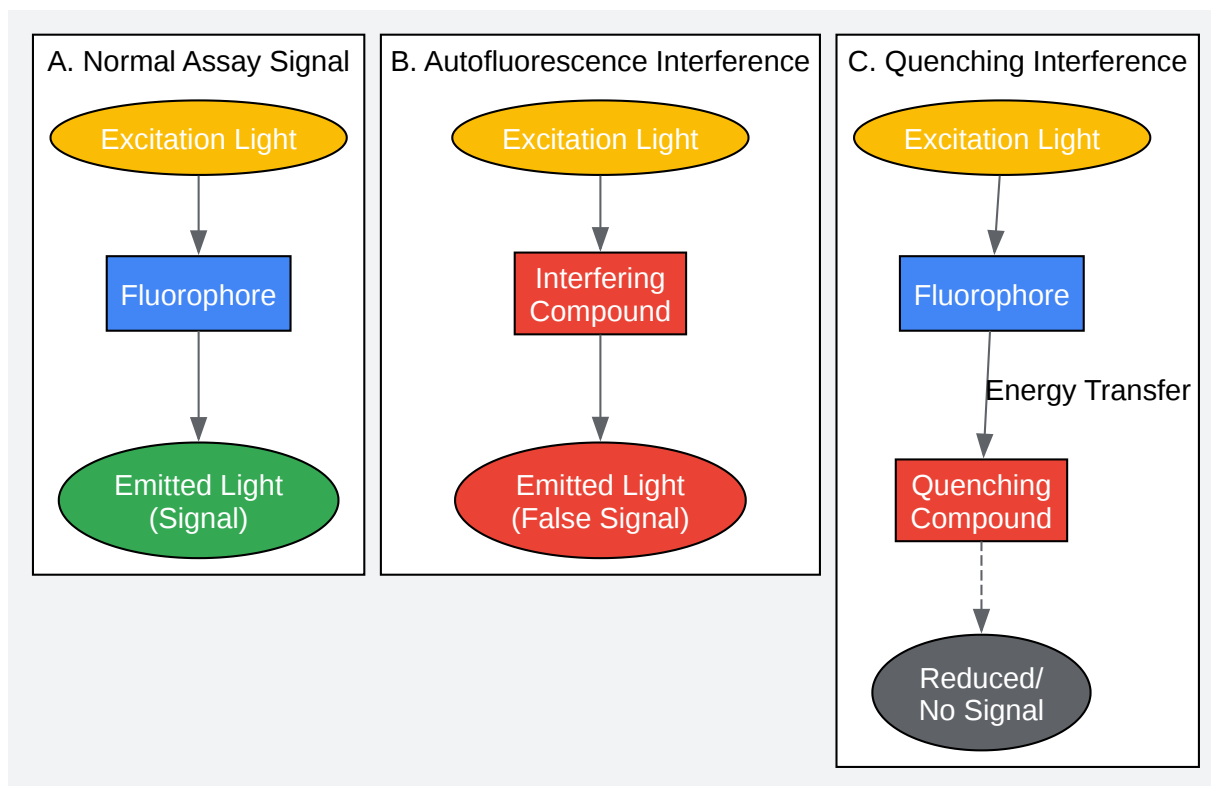 A. Normal Assay Signal
Excitation Light
Fluorophore
Emitted Light
(Signal)
B. Autofluorescence Interference
Excitation Light
Interfering
Compound
Emitted Light
(False Signal)
C. Quenching Interference
Excitation Light
Fluorophore
Energy Transfer
Quenching
Compound
Reduced/
No Signal